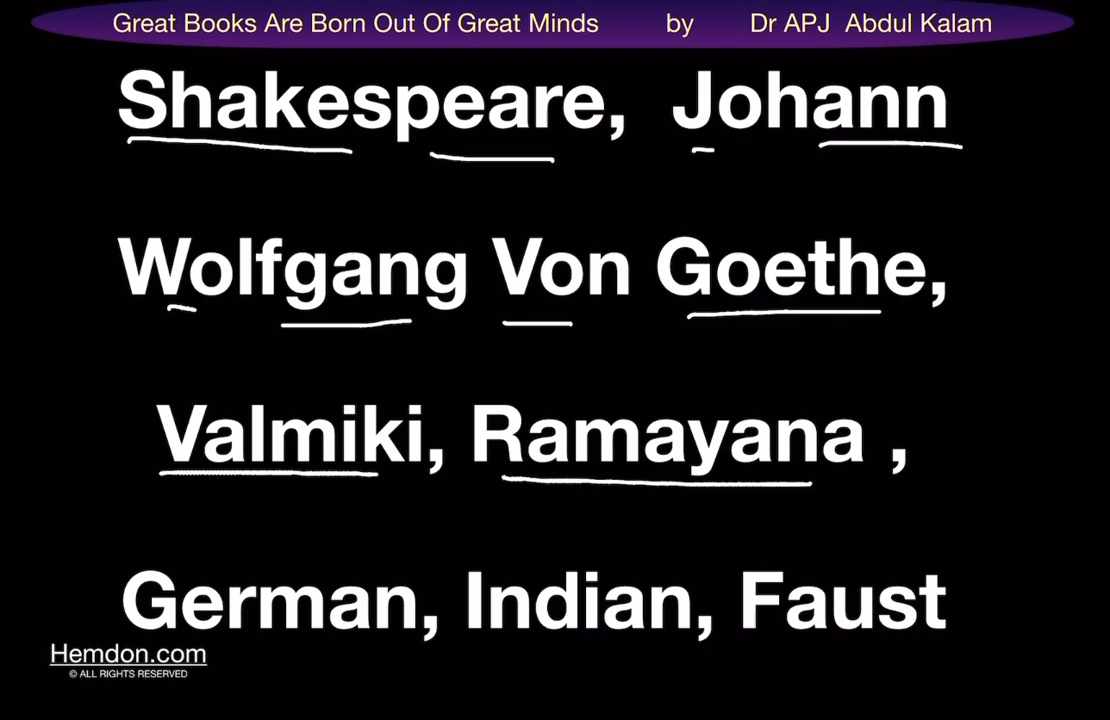 Great Books Are Born Out Of Great Minds by Dr APJ Abdul Kalam
Shakespeare, Johann
Wolfgang Von Goethe,
Valmiki, Ramayana ,
German, Indian, Faust
Hemdon.com
© ALL RIGHTS RESERVED